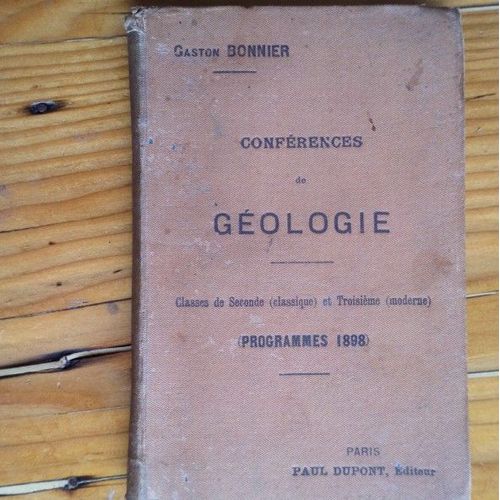 Gaston BONNIER
CONFÉRENCES
de
GÉOLOGIE
Classes de Seconde (classique) et Troisième (moderne)
(PROGRAMMES 1898)
PARIS
PAUL DUPONT, Éditeur